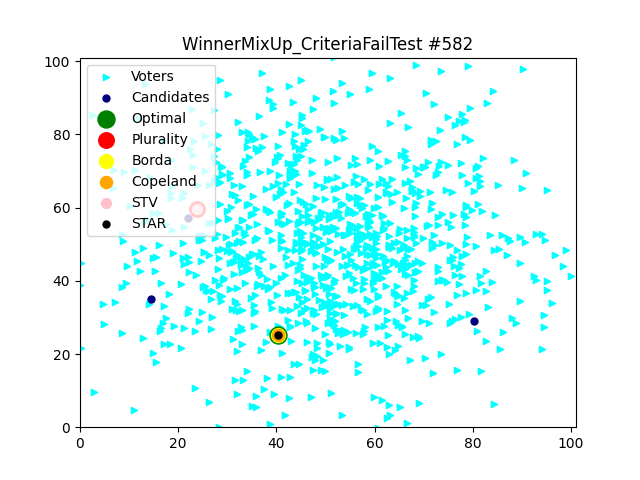 WinnerMixUp_CriteriaFailTest #582
100
80
60
40
20
0
Voters
Candidates
Optimal
Plurality
Borda
Copeland
STV
STAR
0
20
40
60
80
100